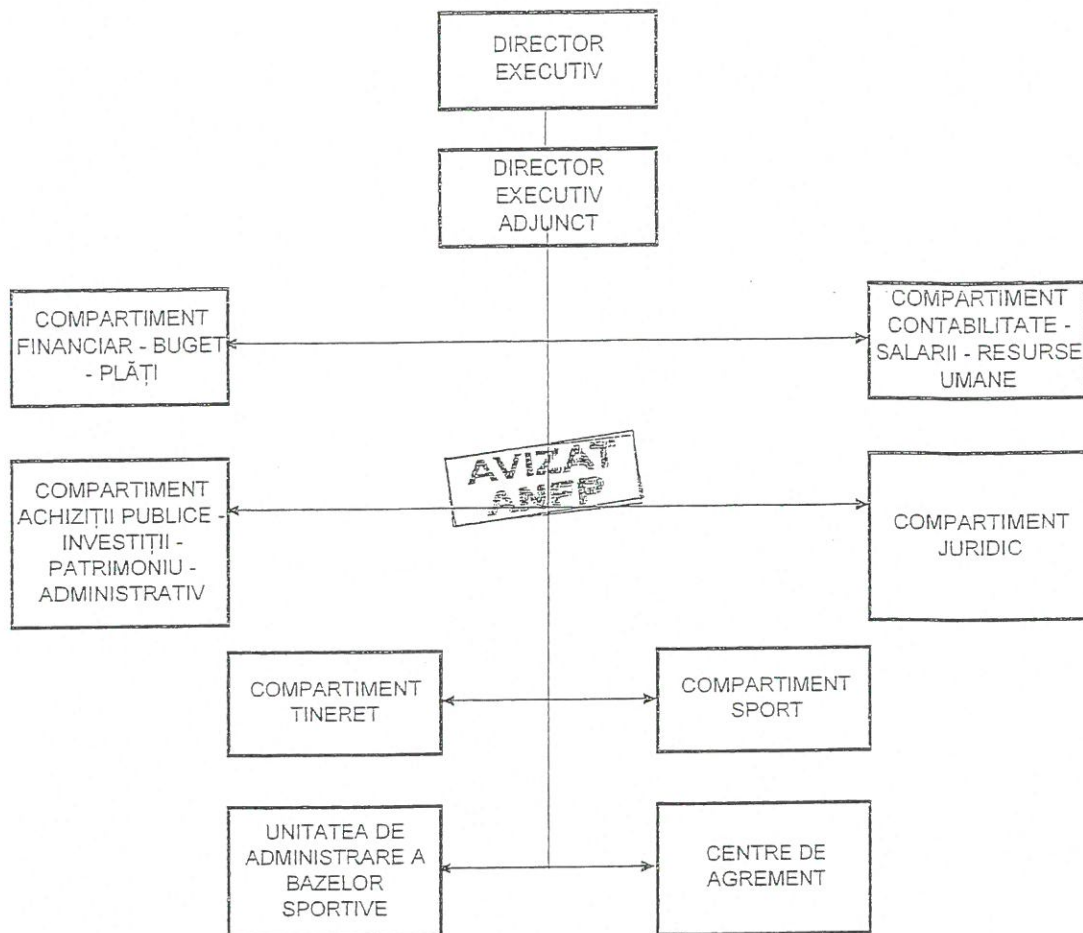 DIRECTOR
EXECUTIV
DIRECTOR
EXECUTIV
ADJUNCT
COMPARTIMENT
FINANCIAR - BUGET
- PLĂȚI
COMPARTIMENT
CONTABILITATE -
SALARII - RESURSE
UMANE
AVIZAT
ANFP
COMPARTIMENT
ACHIZIȚII PUBLICE -
INVESTIȚII -
PATRIMONIU -
ADMINISTRATIV
COMPARTIMENT
JURIDIC
COMPARTIMENT
TINERET
COMPARTIMENT
SPORT
UNITATEA DE
ADMINISTRARE A
BAZELOR
SPORTIVE
CENTRE DE
AGREMENT